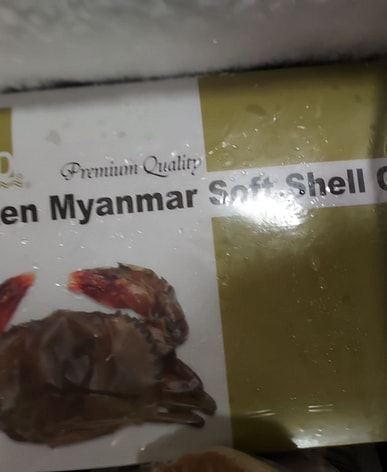 D®
Premium Quality
en Myanmar Soft Shell C